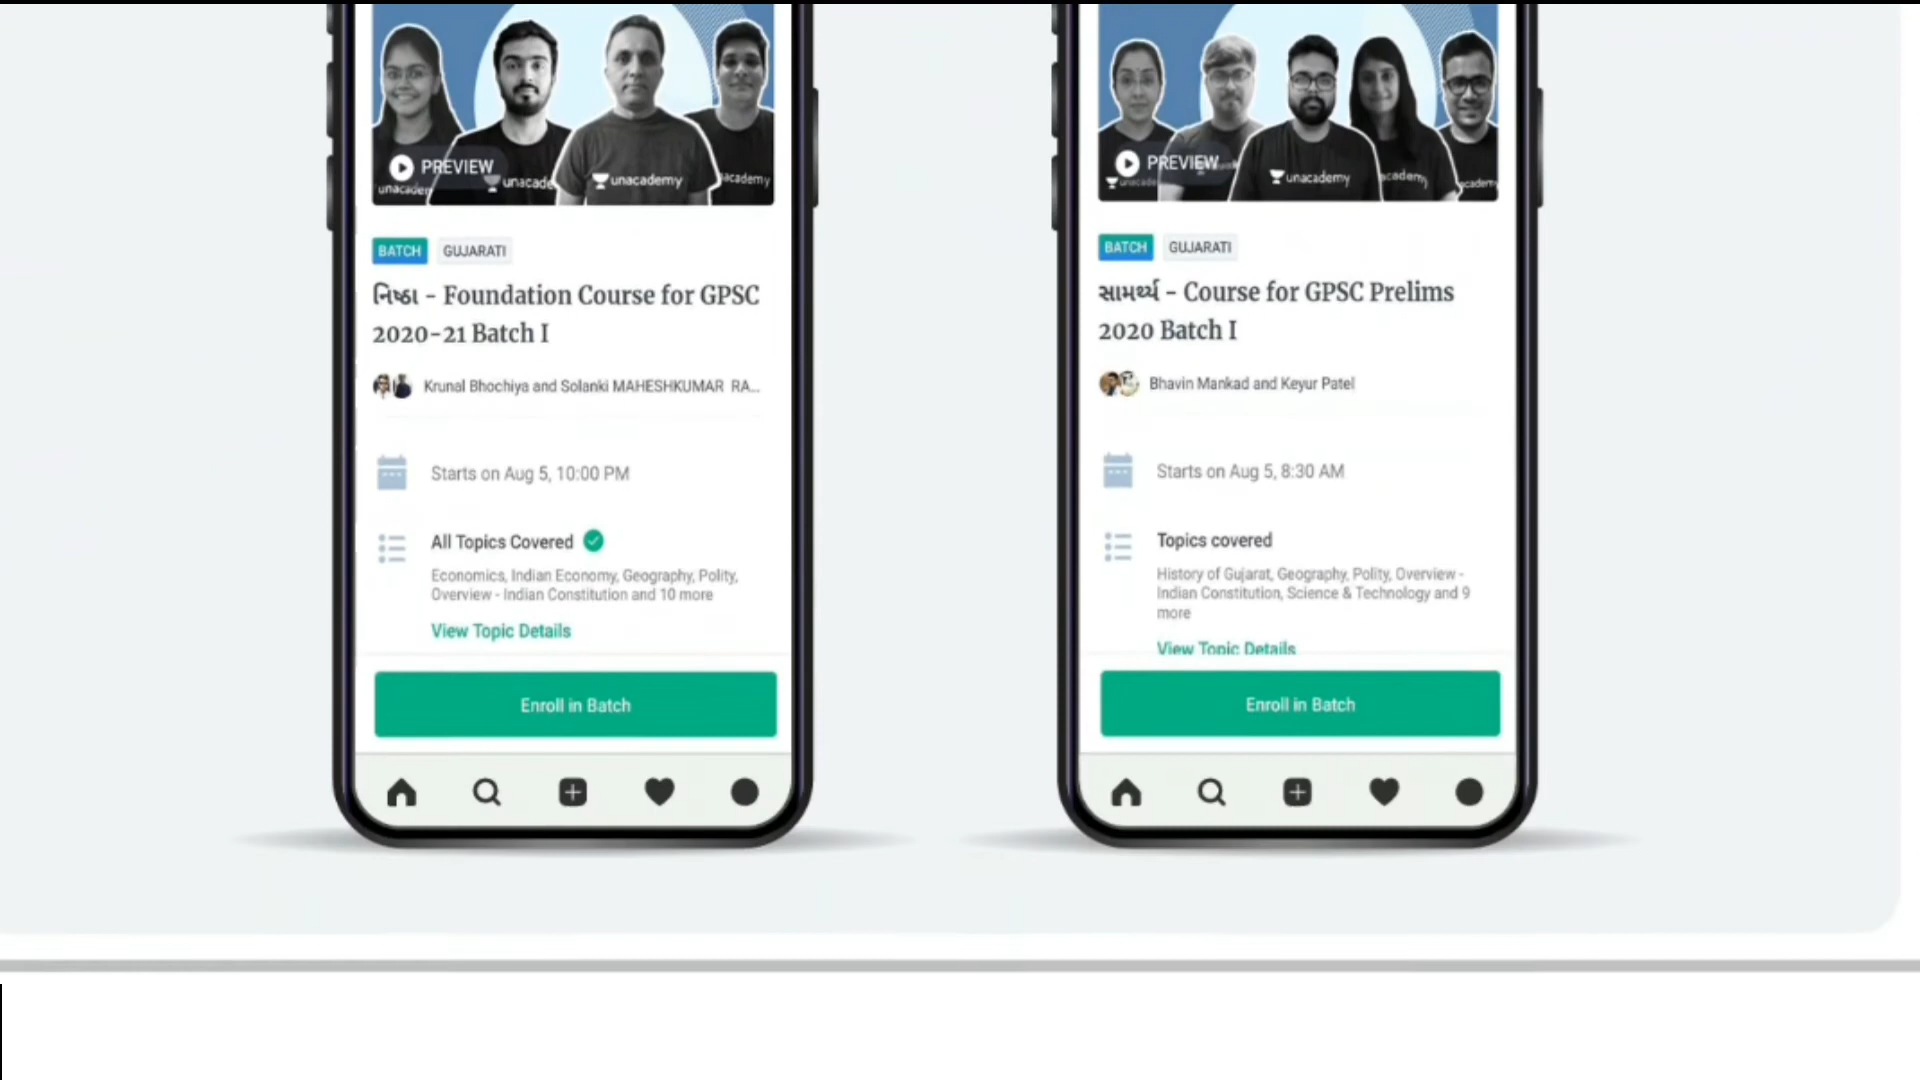 PREVIEW
unacademy
BATCH GUJARATI
નિષ્ઠા - Foundation Course for GPSC
2020-21 Batch I
Krunal Bhochiya and Solanki MAHESHKUMAR RA...
Starts on Aug 5, 10:00 PM
All Topics Covered
Economics, Indian Economy, Geography, Polity,
Overview - Indian Constitution and 10 more
View Topic Details
Enroll in Batch
PREVIEW
unacademy
BATCH GUJARATI
સામર્થ્ય - Course for GPSC Prelims
2020 Batch I
Bhavin Mankad and Keyur Patel
Starts on Aug 5, 8:30 AM
Topics covered
History of Gujarat, Geography, Polity, Overview -
Indian Constitution, Science & Technology and 9
more
View Topic Details
Enroll in Batch